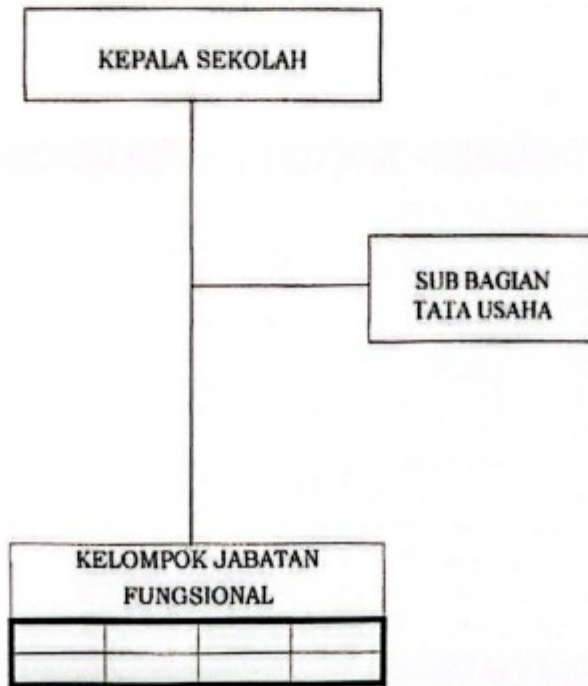 KEPALA SEKOLAH
SUB BAGIAN
TATA USAHA
KELOMPOK JABATAN
FUNGSIONAL